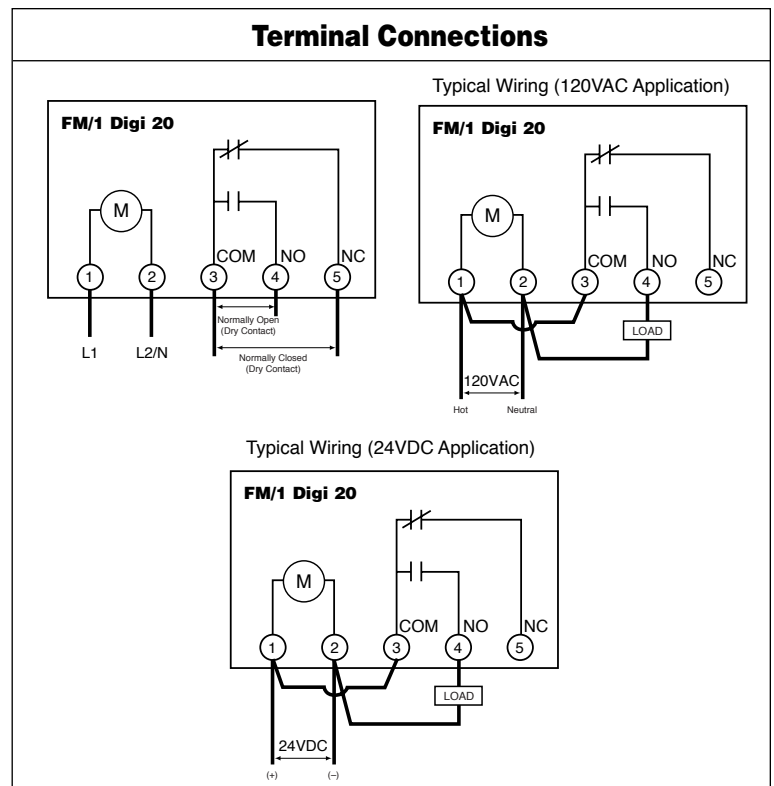 Terminal Connections
FM/1 Digi 20
M
COM NO NC
1 2 3 4 5
Normally Open
(Dry Contact)
Normally Closed
(Dry Contact)
L1 L2/N
Typical Wiring (120VAC Application)
FM/1 Digi 20
M
COM NO NC
1 2 3 4 5
LOAD
120VAC
Hot Neutral
Typical Wiring (24VDC Application)
FM/1 Digi 20
M
COM NO NC
1 2 3 4 5
LOAD
24VDC
(+) (–)